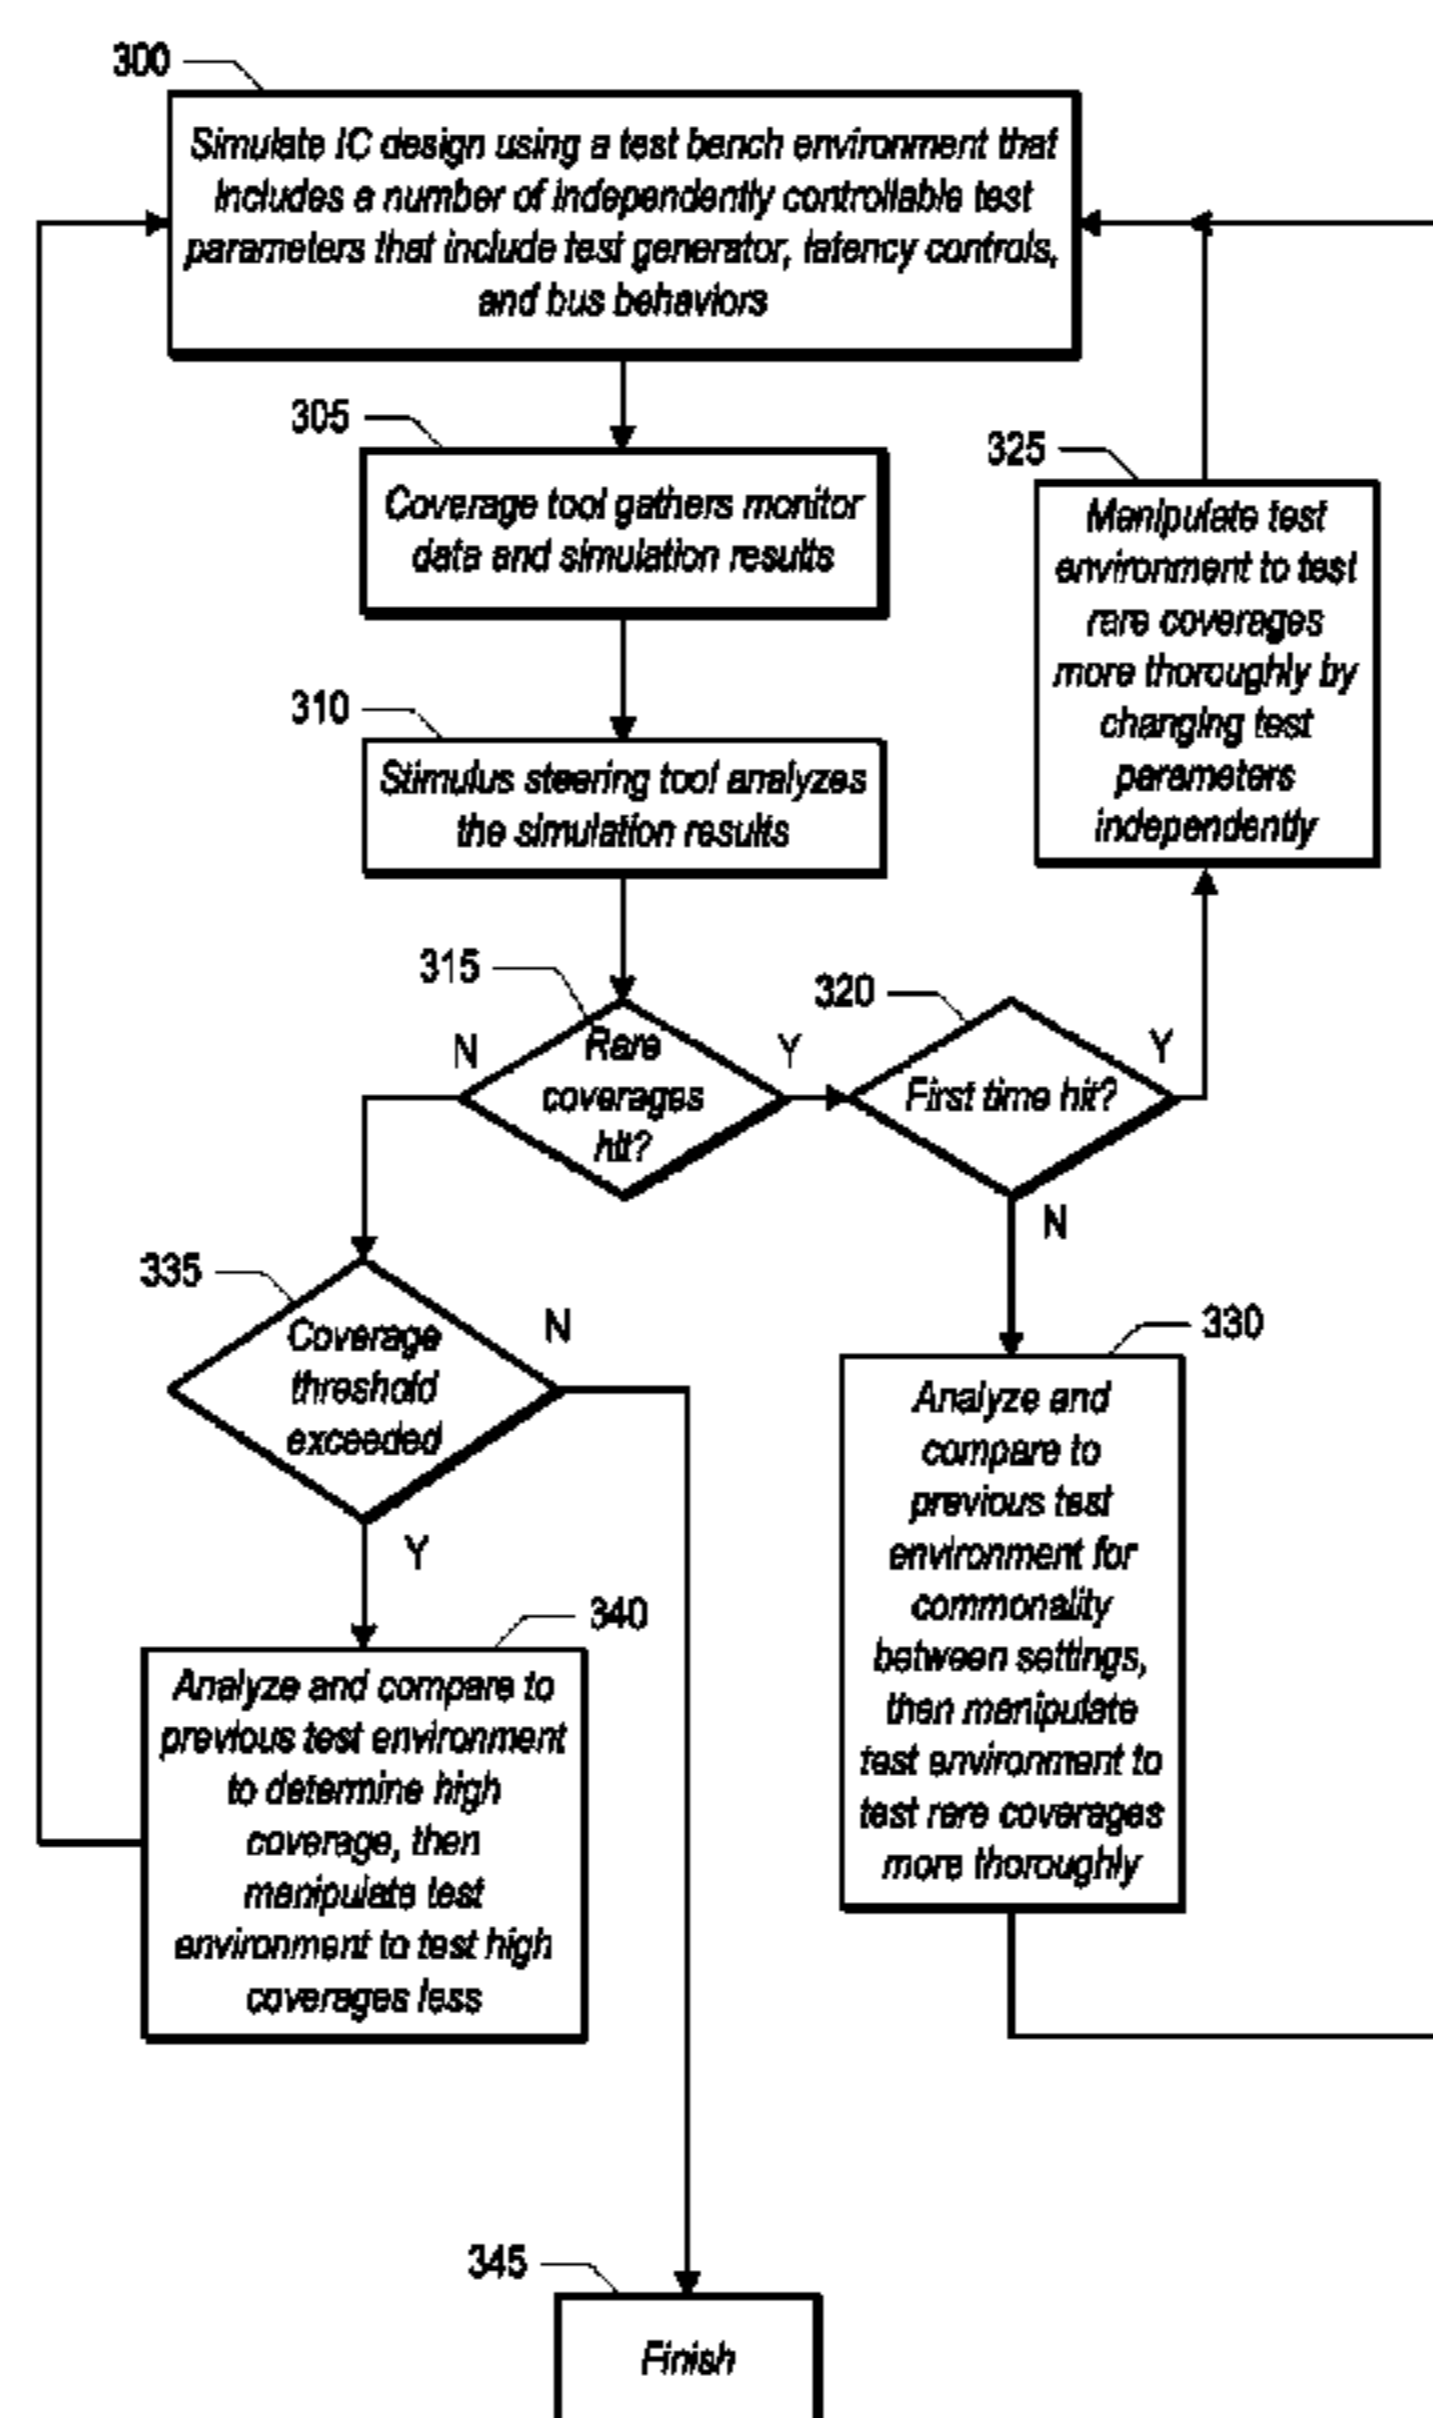 300
Simulate IC design using a test bench environment that
includes a number of independently controllable test
parameters that include test generator, latency controls,
and bus behaviors
305
Coverage tool gathers monitor
data and simulation results
325
Manipulate test
environment to test
rare coverages
more thoroughly by
changing test
parameters
independently
310
Stimulus steering tool analyzes
the simulation results
315
Rare
coverages
hit?
N
Y
320
First time hit?
Y
N
335
Coverage
threshold
exceeded
N
Y
330
Analyze and
compare to
previous test
environment for
commonality
between settings,
then manipulate
test environment to
test rare coverages
more thoroughly
340
Analyze and compare to
previous test environment
to determine high
coverage, then
manipulate test
environment to test high
coverages less
345
Finish